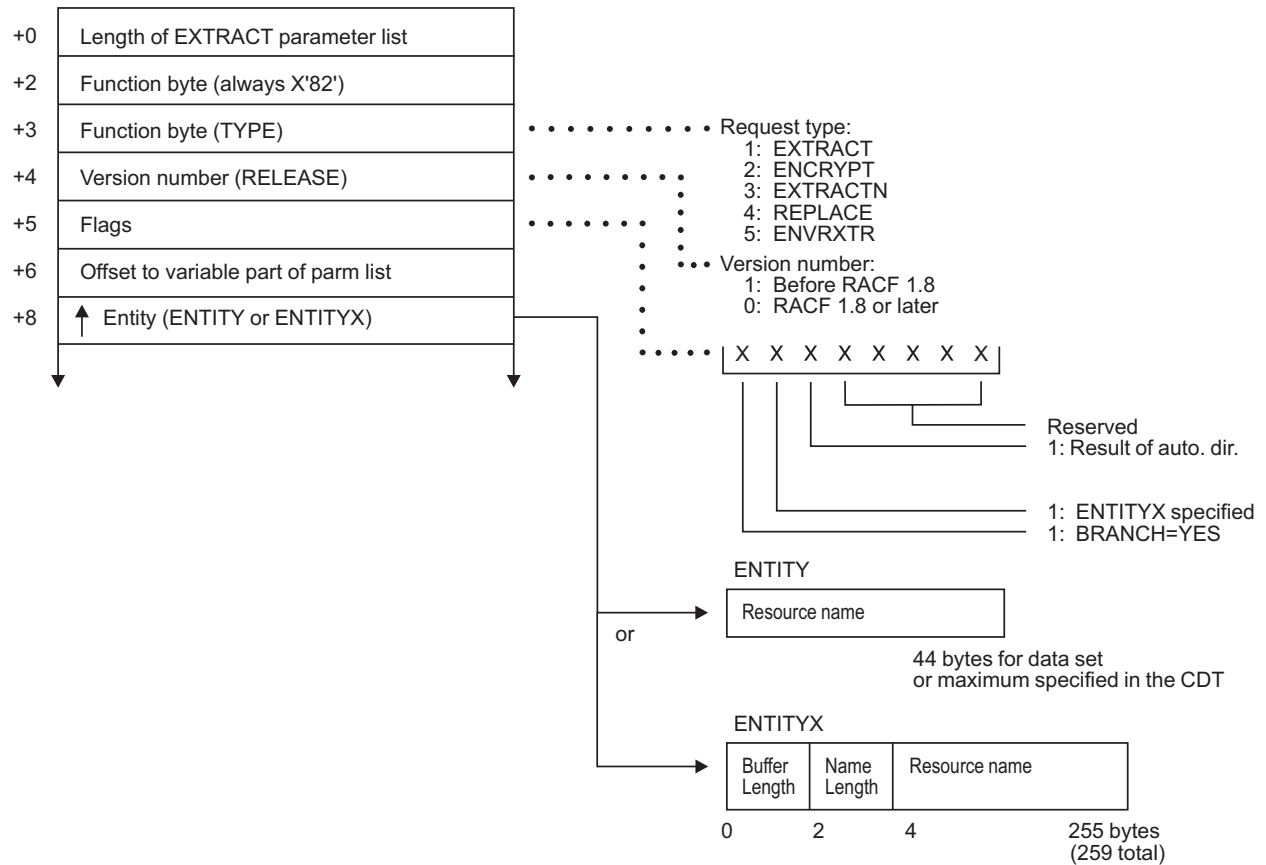 +0 Length of EXTRACT parameter list
+2 Function byte (always X'82')
+3 Function byte (TYPE)
+4 Version number (RELEASE)
+5 Flags
+6 Offset to variable part of parm list
+8 Entity (ENTITY or ENTITYX)
Request type:
1: EXTRACT
2: ENCRYPT
3: EXTRACTN
4: REPLACE
5: ENVRXTR
Version number:
1: Before RACF 1.8
0: RACF 1.8 or later
X X X X X X X X
Reserved
1: Result of auto. dir.
1: ENTITYX specified
1: BRANCH=YES
ENTITY
Resource name
or
44 bytes for data set
or maximum specified in the CDT
ENTITYX
Buffer Length
Name Length
Resource name
0 2 4 255 bytes
(259 total)